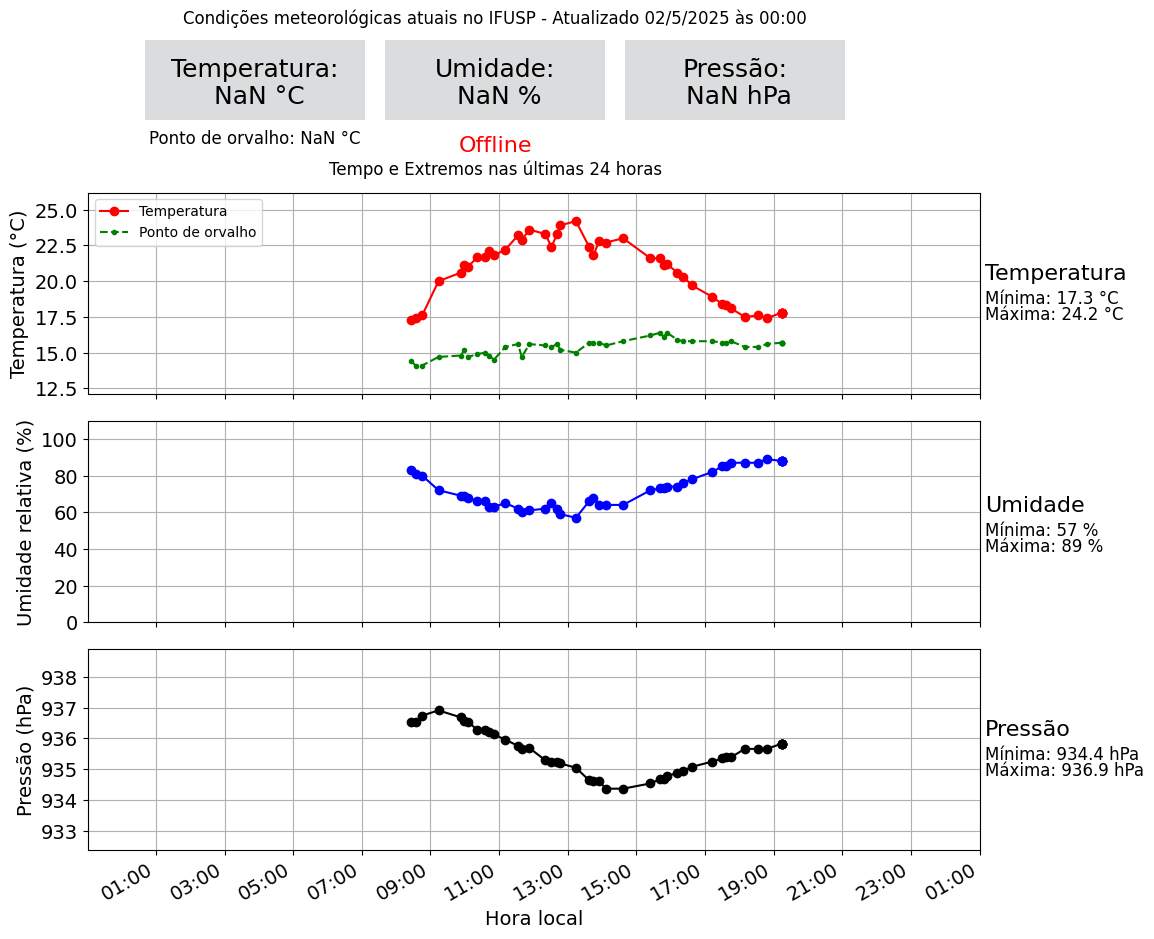 Condições meteorológicas atuais no IFUSP - Atualizado 02/5/2025 às 00:00
Temperatura:
NaN °C
Umidade:
NaN %
Pressão:
NaN hPa
Ponto de orvalho: NaN °C
Offline
Tempo e Extremos nas últimas 24 horas
Temperatura (°C)
25.0
22.5
20.0
17.5
15.0
12.5
Temperatura
Ponto de orvalho
Temperatura
Mínima: 17.3 °C
Máxima: 24.2 °C
Umidade relativa (%)
100
80
60
40
20
0
Umidade
Mínima: 57 %
Máxima: 89 %
Pressão (hPa)
938
937
936
935
934
933
Pressão
Mínima: 934.4 hPa
Máxima: 936.9 hPa
01:00 03:00 05:00 07:00 09:00 11:00 13:00 15:00 17:00 19:00 21:00 23:00 01:00
Hora local